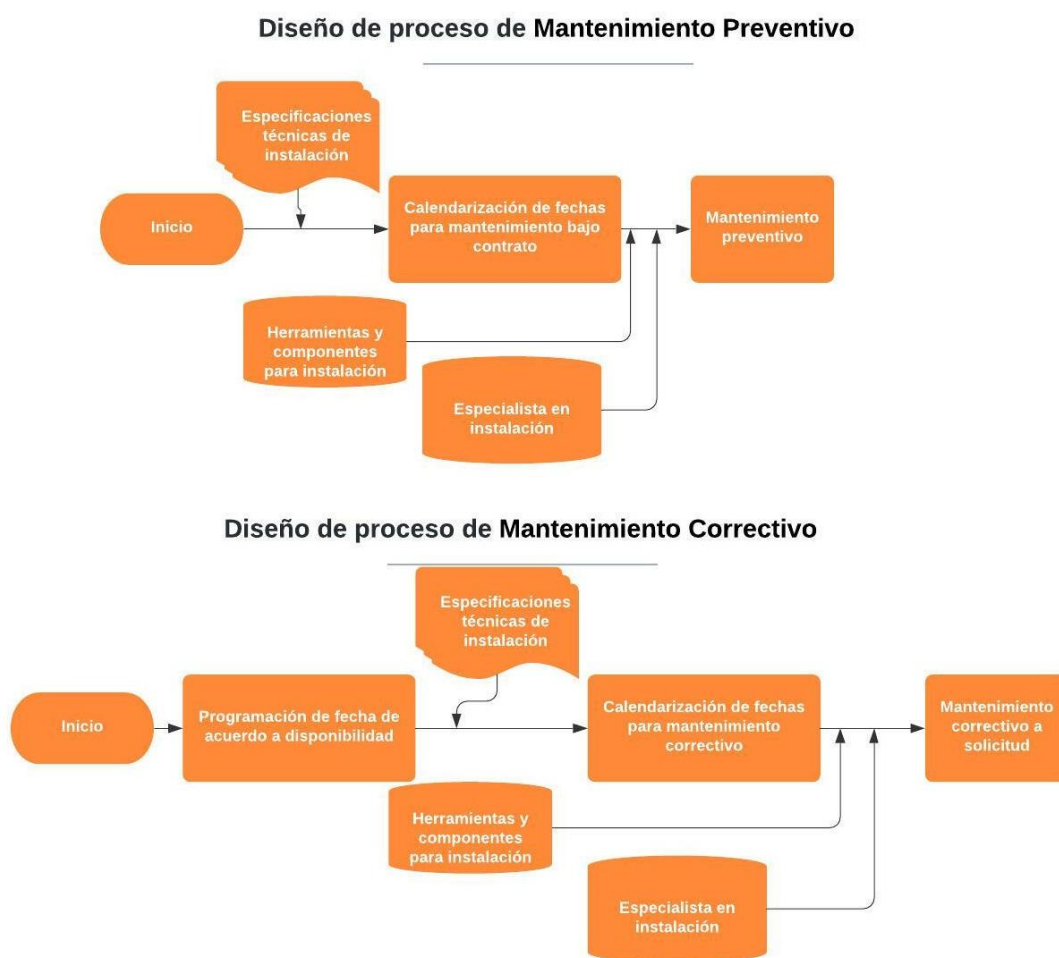 Diseño de proceso de Mantenimiento Preventivo
Especificaciones
técnicas de
instalación
Inicio
Calendarización de fechas
para mantenimiento bajo
contrato
Mantenimiento
preventivo
Herramientas y
componentes
para instalación
Especialista en
instalación
Diseño de proceso de Mantenimiento Correctivo
Especificaciones
técnicas de
instalación
Inicio
Programación de fecha de
acuerdo a disponibilidad
Calendarización de fechas
para mantenimiento
correctivo
Mantenimiento
correctivo a
solicitud
Herramientas y
componentes
para instalación
Especialista en
instalación